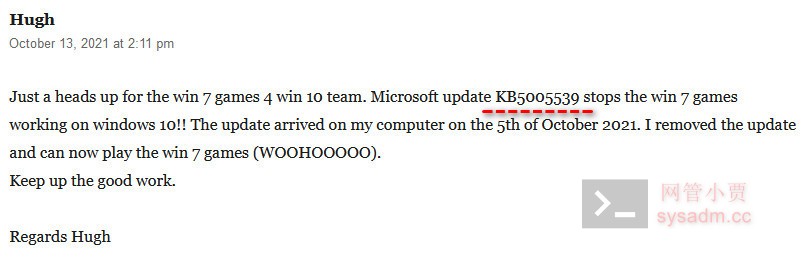 Hugh
October 13, 2021 at 2:11 pm
Just a heads up for the win 7 games 4 win 10 team. Microsoft update KB5005539 stops the win 7 games
working on windows 10!! The update arrived on my computer on the 5th of October 2021. I removed the update
and can now play the win 7 games (WOOHOOOOO).
Keep up the good work.
Regards Hugh
>_
网管小贾
sysadm.cc